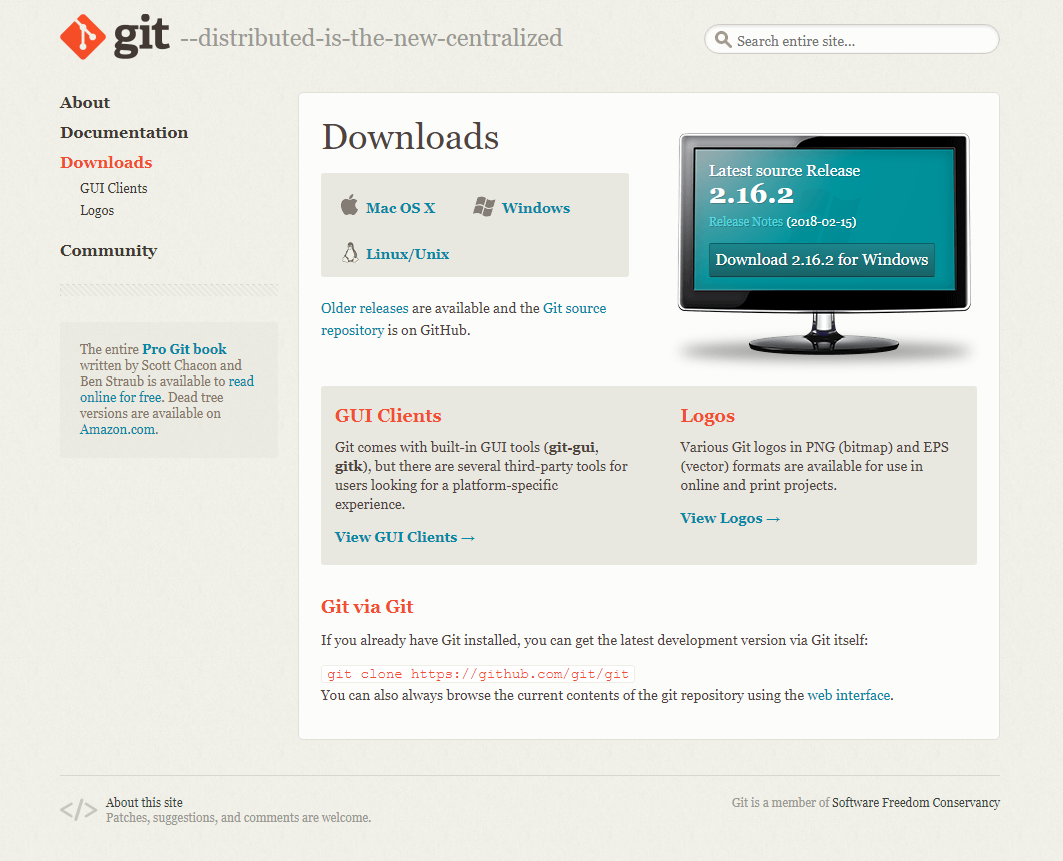 git --distributed-is-the-new-centralized
Search entire site...
About
Documentation
Downloads
GUI Clients
Logos
Community
The entire Pro Git book
written by Scott Chacon and
Ben Straub is available to read
online for free. Dead tree
versions are available on
Amazon.com.
Downloads
Mac OS X
Windows
Linux/Unix
Older releases are available and the Git source
repository is on GitHub.
Latest source Release
2.16.2
Release Notes (2018-02-15)
Download 2.16.2 for Windows
GUI Clients
Git comes with built-in GUI tools (git-gui,
gitk), but there are several third-party tools for
users looking for a platform-specific
experience.
View GUI Clients →
Logos
Various Git logos in PNG (bitmap) and EPS
(vector) formats are available for use in
online and print projects.
View Logos →
Git via Git
If you already have Git installed, you can get the latest development version via Git itself:
git clone https://github.com/git/git
You can also always browse the current contents of the git repository using the web interface.
</> About this site
Patches, suggestions, and comments are welcome.
Git is a member of Software Freedom Conservancy